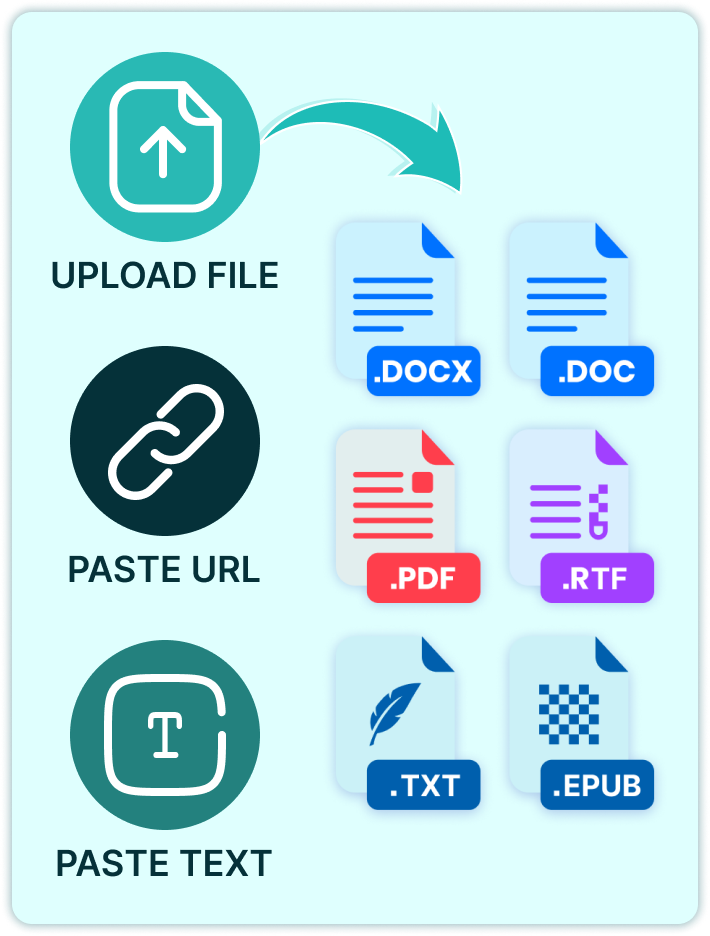 UPLOAD FILE
.DOCX
.DOC
PASTE URL
.PDF
.RTF
T
PASTE TEXT
.TXT
.EPUB